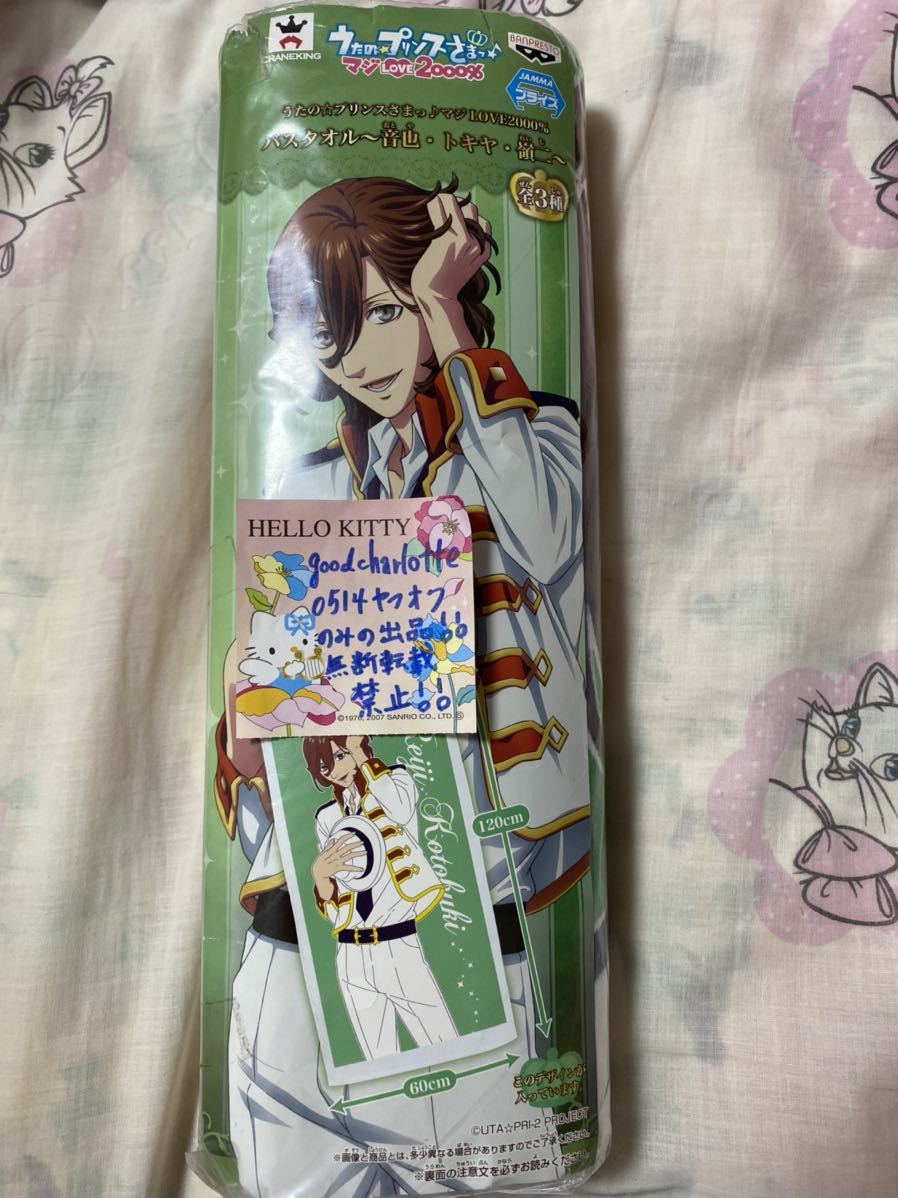 CRANEKING
うたの☆プリンスさまっ♪
マジLOVE2000%
BANPRESTO
JAMMA
プライズ
うたの☆プリンスさまっ♪マジLOVE2000%
バスタオル～音也・トキヤ・嶺二～
全3種
HELLO KITTY
goodcharlotte
0514ヤフオフ
のみの出品!!
無断転載
禁止!!
©1976, 2007 SANRIO CO., LTD.Ⓢ
Reiji Kotobuki
120cm
60cm
このデザインが
入っています。
©UTA☆PRI-2 PROJECT
※画像と商品とは、多少異なる場合がありますのでご了承ください。
※裏面の注意文を必ずお読みください。